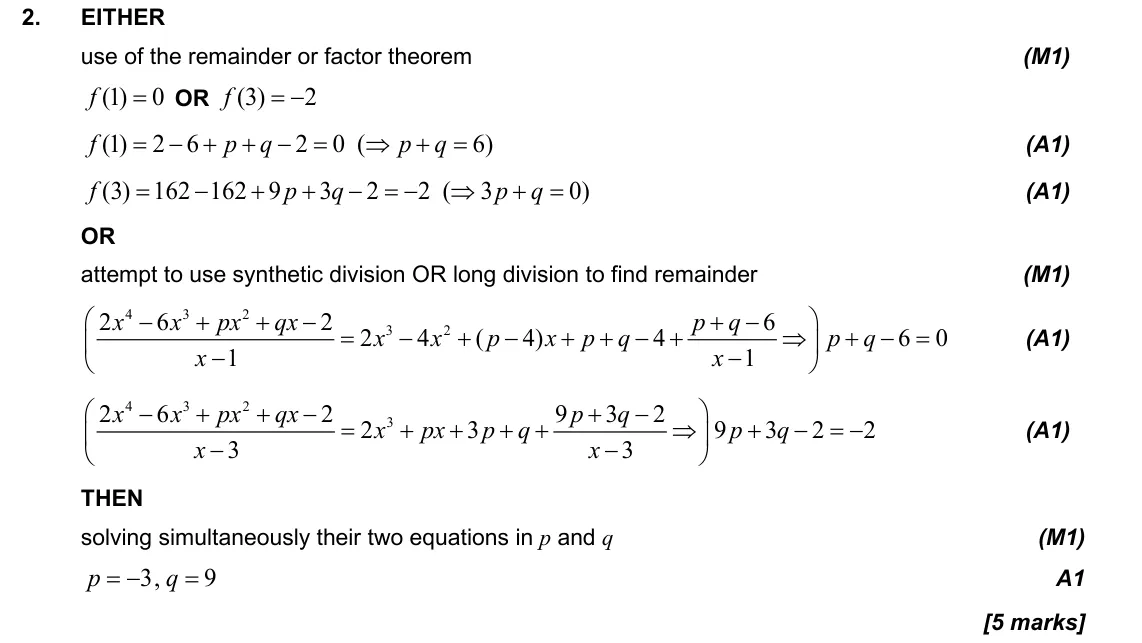 2. EITHER
use of the remainder or factor theorem (M1)
f(1) = 0 OR f(3) = −2
f(1) = 2 − 6 + p + q − 2 = 0 (⇒ p + q = 6) (A1)
f(3) = 162 − 162 + 9p + 3q − 2 = −2 (⇒ 3p + q = 0) (A1)
OR
attempt to use synthetic division OR long division to find remainder (M1)
((2x⁴ − 6x³ + px² + qx − 2)/(x − 1) = 2x³ − 4x² + (p − 4)x + p + q − 4 + (p + q − 6)/(x − 1) ⇒) p + q − 6 = 0 (A1)
((2x⁴ − 6x³ + px² + qx − 2)/(x − 3) = 2x³ + px + 3p + q + (9p + 3q − 2)/(x − 3) ⇒) 9p + 3q − 2 = −2 (A1)
THEN
solving simultaneously their two equations in p and q (M1)
p = −3, q = 9 A1
[5 marks]